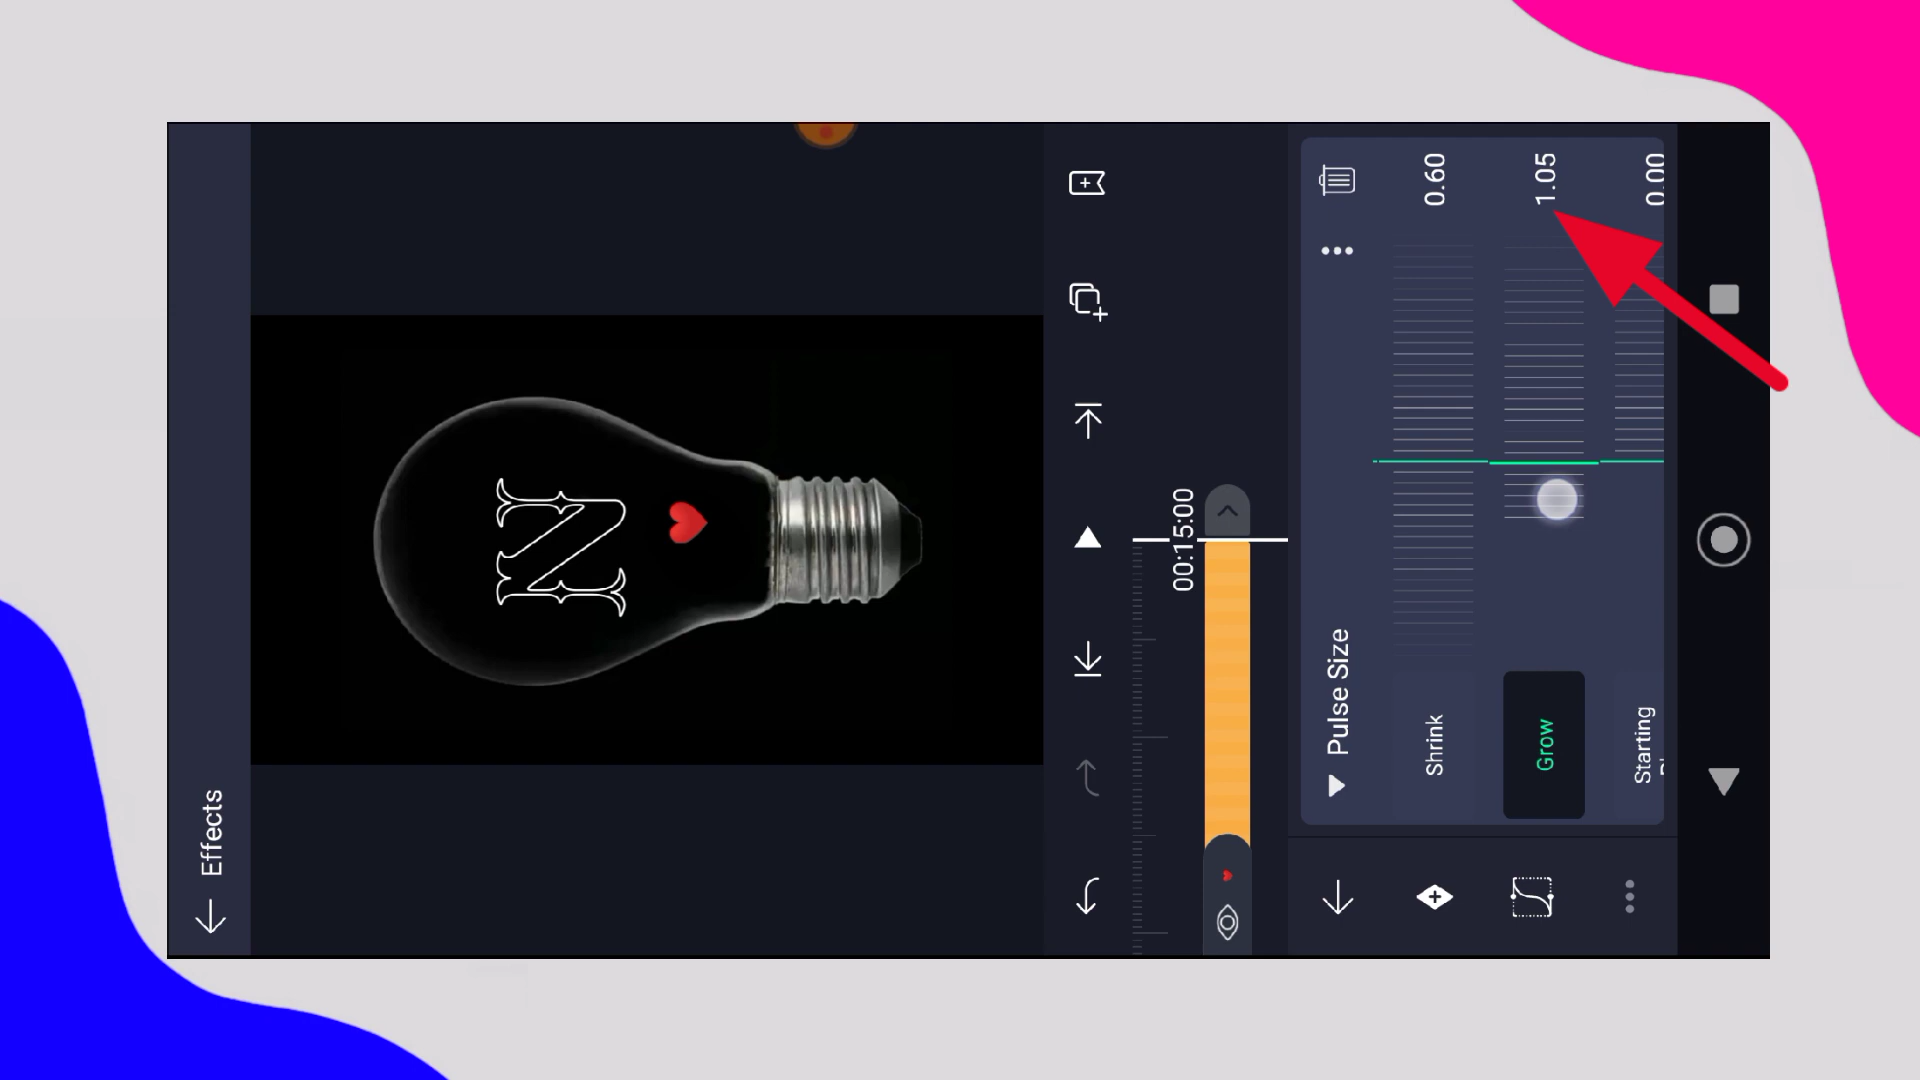 Effects
N
00:15:00
Pulse Size
Shrink 0.60
Grow 1.05
Starting 0.00